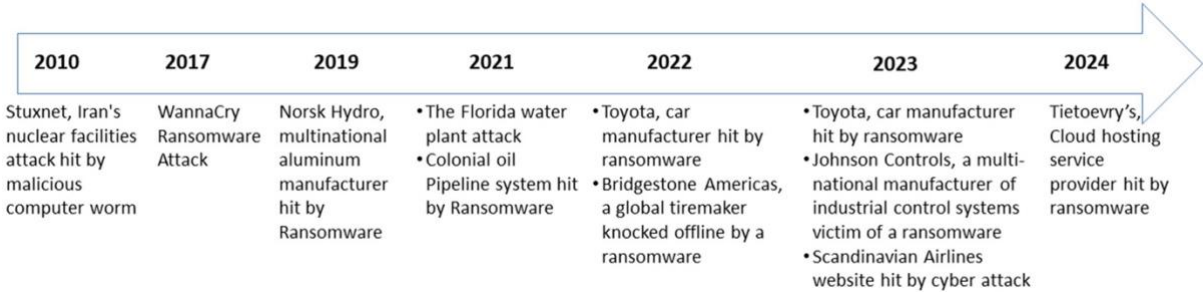 2010
2017
2019
2021
2022
2023
2024
Stuxnet, Iran's
nuclear facilities
attack hit by
malicious
computer worm
WannaCry
Ransomware
Attack
Norsk Hydro,
multinational
aluminum
manufacturer
hit by
Ransomware
• The Florida water
plant attack
• Colonial oil
Pipeline system hit
by Ransomware
• Toyota, car
manufacturer hit by
ransomware
• Bridgestone Americas,
a global tiremaker
knocked offline by a
ransomware
• Toyota, car manufacturer
hit by ransomware
• Johnson Controls, a multi-
national manufacturer of
industrial control systems
victim of a ransomware
• Scandinavian Airlines
website hit by cyber attack
Tietoevry's,
Cloud hosting
service
provider hit by
ransomware